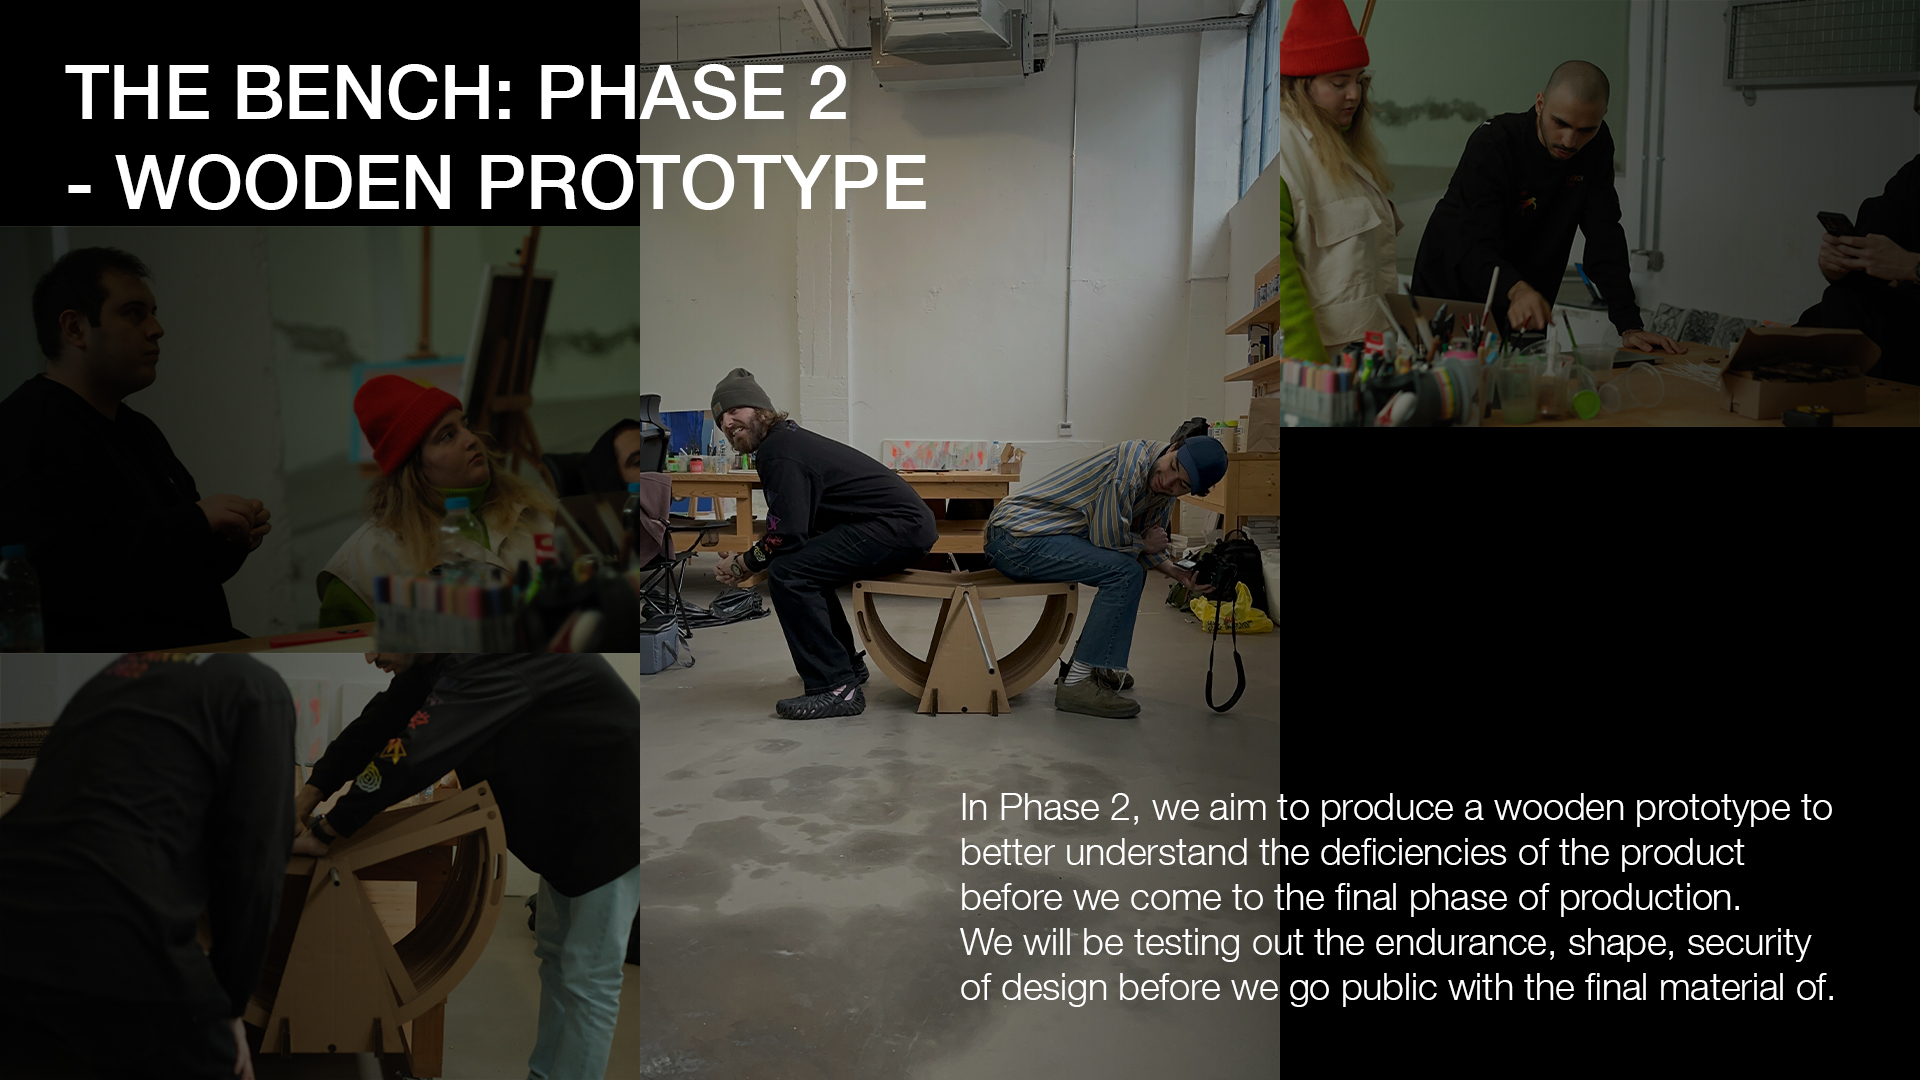 THE BENCH: PHASE 2
- WOODEN PROTOTYPE
In Phase 2, we aim to produce a wooden prototype to
better understand the deficiencies of the product
before we come to the final phase of production.
We will be testing out the endurance, shape, security
of design before we go public with the final material of.